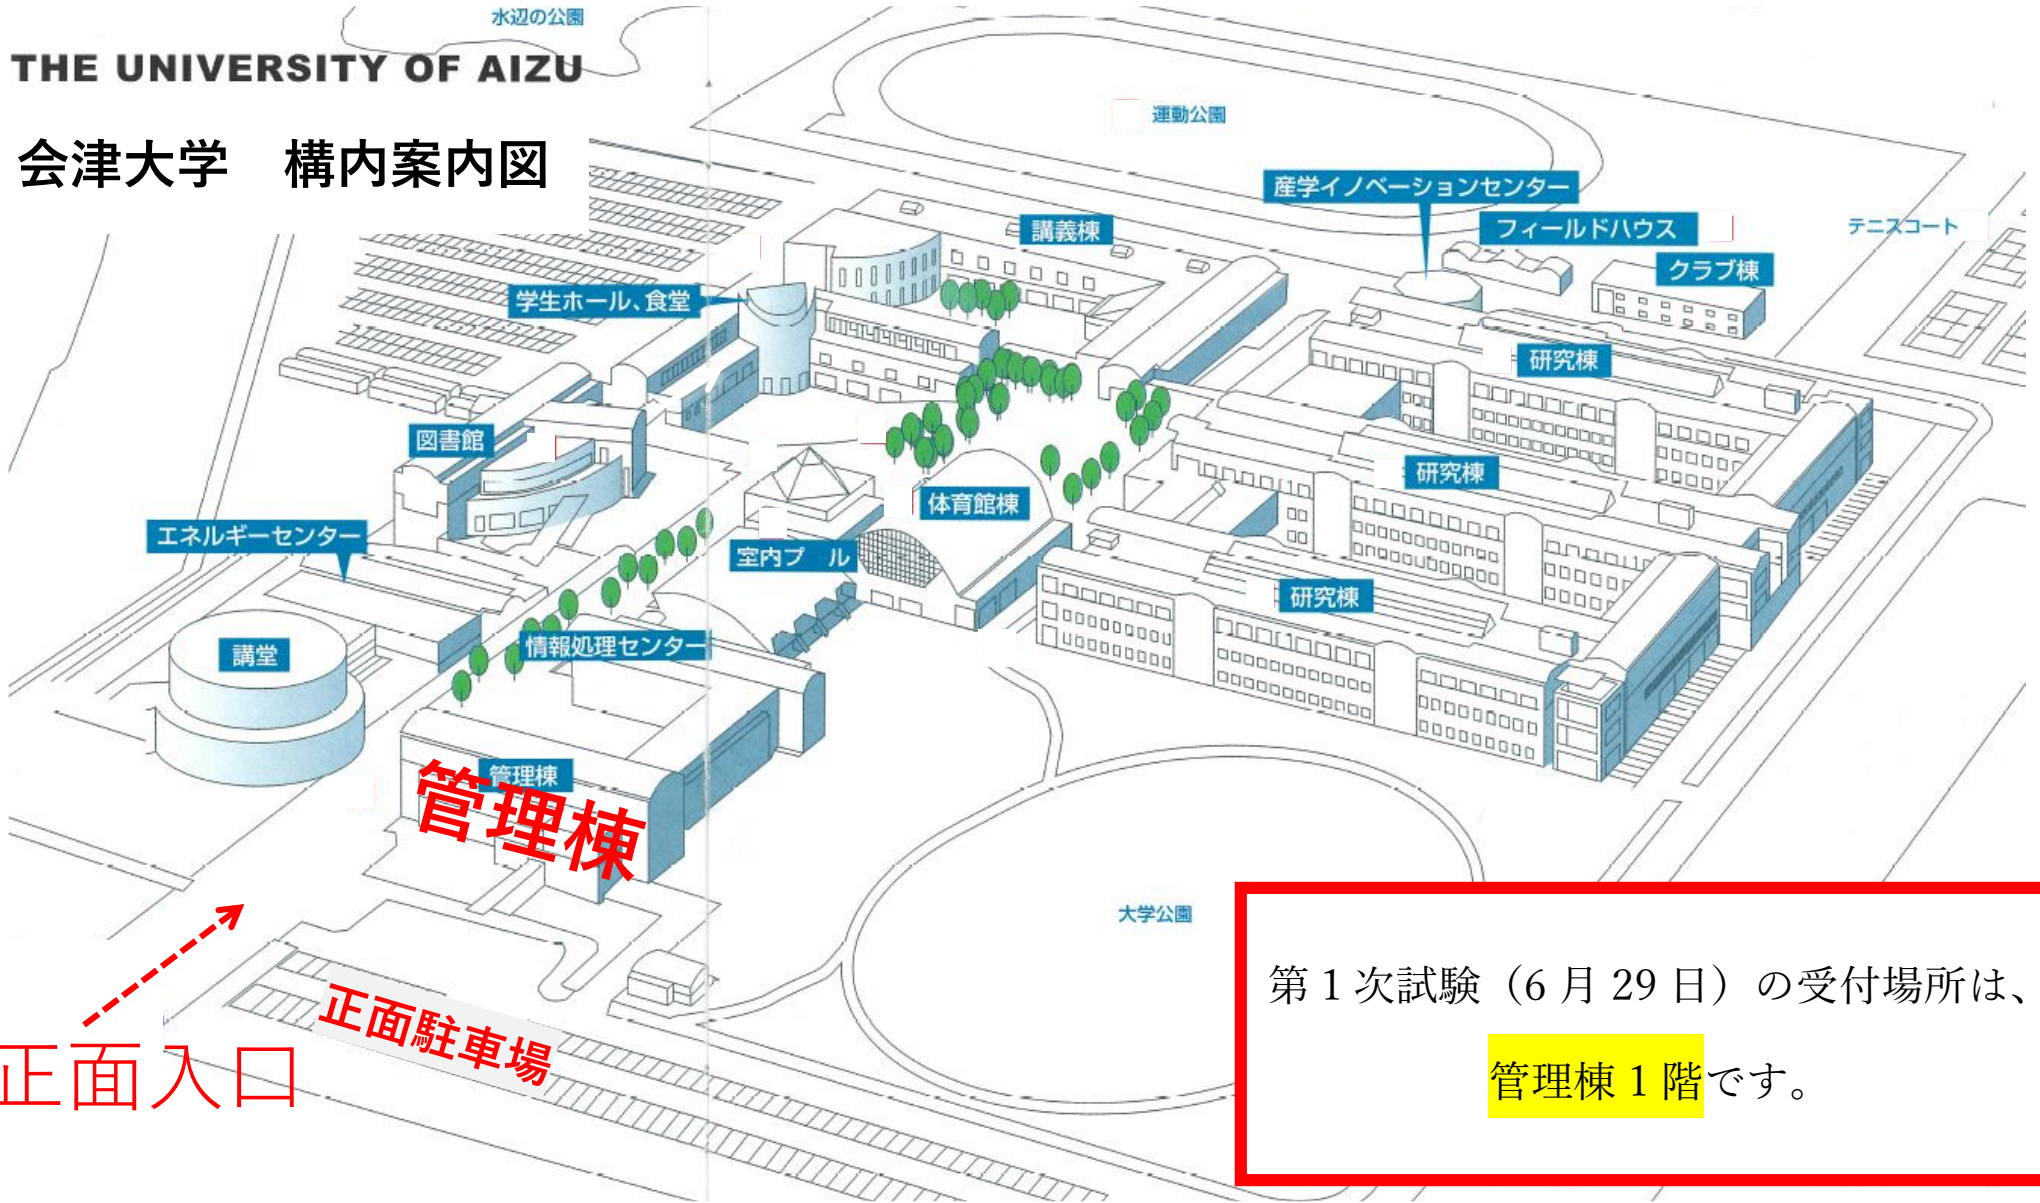 水辺の公園
THE UNIVERSITY OF AIZU
会津大学　構内案内図
運動公園
産学イノベーションセンター
フィールドハウス
テニスコート
講義棟
クラブ棟
学生ホール、食堂
研究棟
図書館
研究棟
体育館棟
エネルギーセンター
室内プ　ル
研究棟
情報処理センター
講堂
管理棟
管理棟
大学公園
正面駐車場
正面入口
第1次試験（6月29日）の受付場所は、
管理棟1階です。